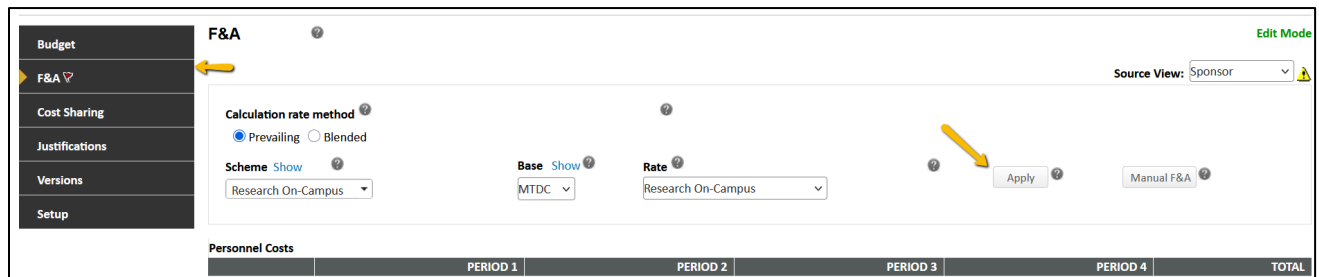 F&A
Edit Mode
Budget
F&A
Cost Sharing
Justifications
Versions
Setup
Source View: Sponsor
Calculation rate method
Prevailing Blended
Scheme Show
Base Show
Rate
Research On-Campus
MTDC
Research On-Campus
Apply
Manual F&A
Personnel Costs
PERIOD 1 PERIOD 2 PERIOD 3 PERIOD 4 TOTAL